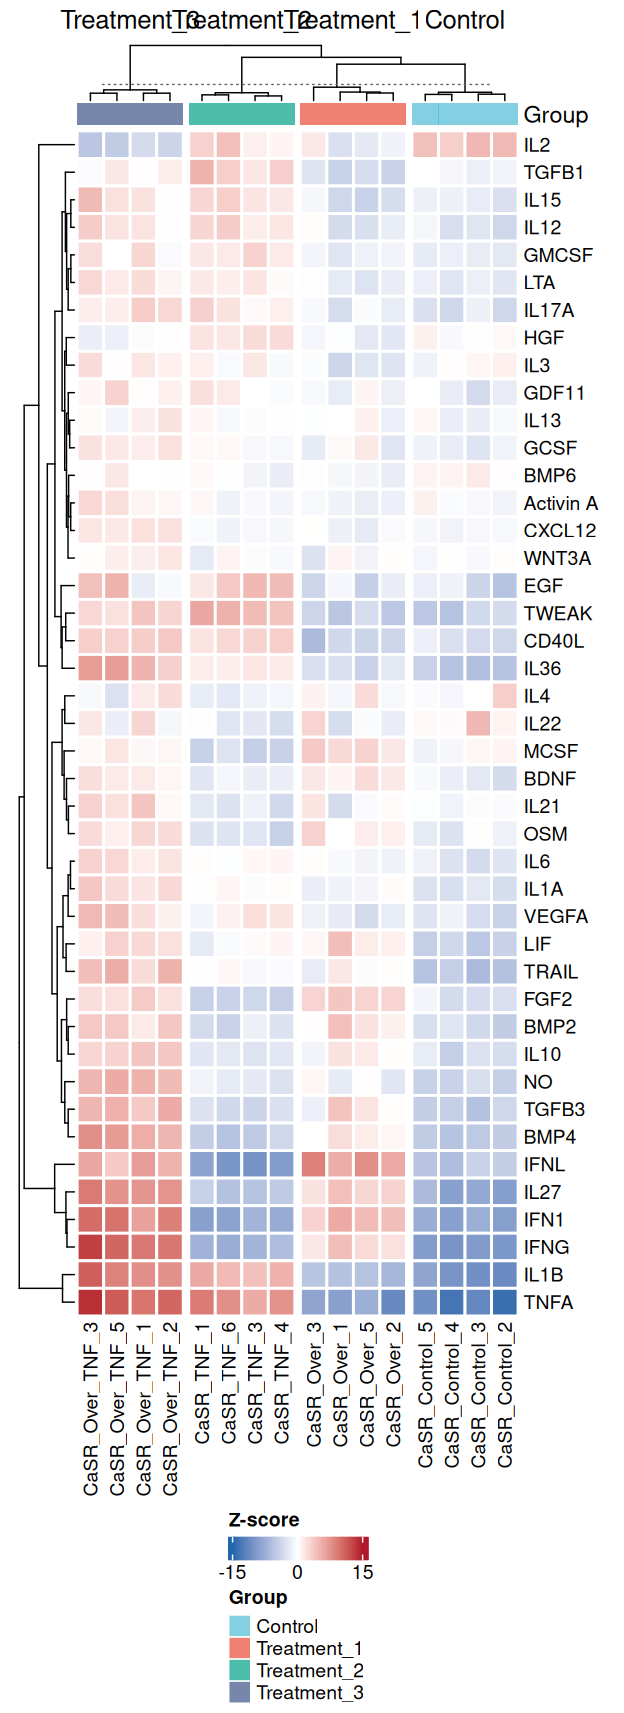 Treatment_3 Treatment_2 Treatment_1 Control
Group
IL2
TGFB1
IL15
IL12
GMCSF
LTA
IL17A
HGF
IL3
GDF11
IL13
GCSF
BMP6
Activin A
CXCL12
WNT3A
EGF
TWEAK
CD40L
IL36
IL4
IL22
MCSF
BDNF
IL21
OSM
IL6
IL1A
VEGFA
LIF
TRAIL
FGF2
BMP2
IL10
NO
TGFB3
BMP4
IFNL
IL27
IFN1
IFNG
IL1B
TNFA
CaSR_Over_TNF_3
CaSR_Over_TNF_5
CaSR_Over_TNF_1
CaSR_Over_TNF_2
CaSR_TNF_1
CaSR_TNF_6
CaSR_TNF_3
CaSR_TNF_4
CaSR_Over_3
CaSR_Over_1
CaSR_Over_5
CaSR_Over_2
CaSR_Control_5
CaSR_Control_4
CaSR_Control_3
CaSR_Control_2
Z-score
-15 0 15
Group
Control
Treatment_1
Treatment_2
Treatment_3